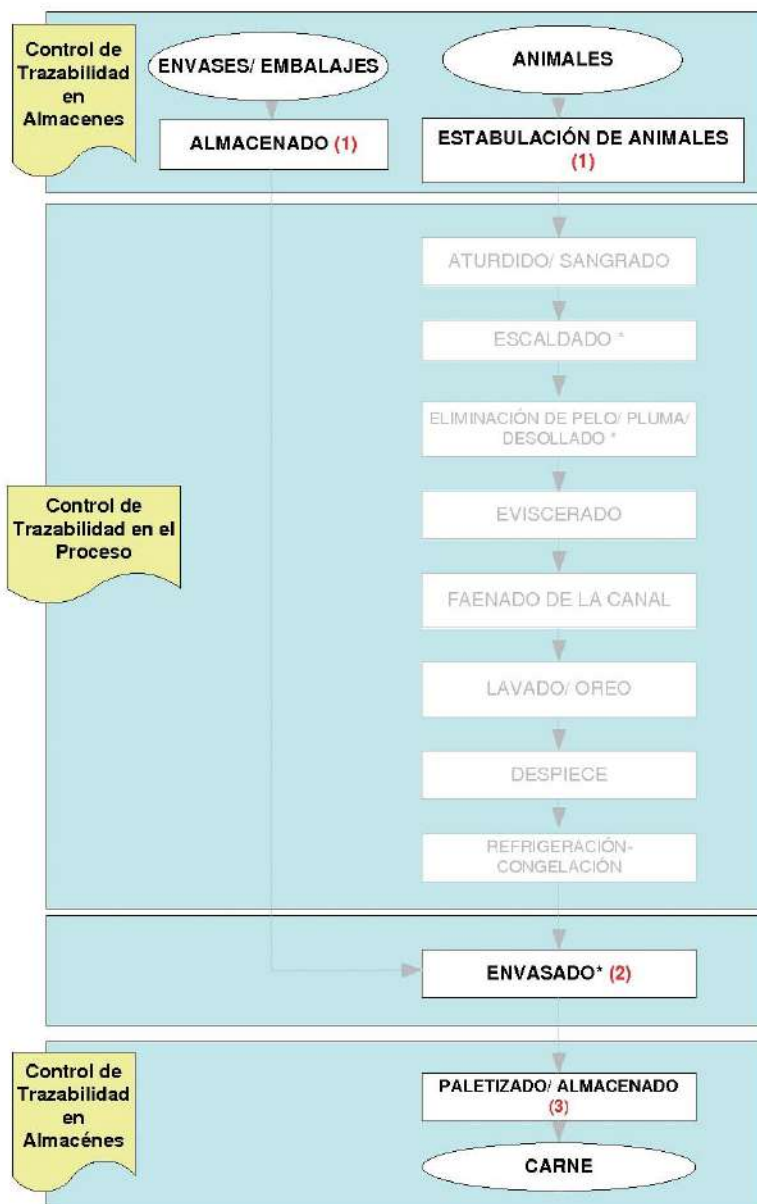 Control de
Trazabilidad
en
Almacenes
ENVASES/ EMBALAJES
ANIMALES
ALMACENADO (1)
ESTABULACIÓN DE ANIMALES
(1)
ATURDIDO/ SANGRADO
ESCALDADO *
ELIMINACIÓN DE PELO/ PLUMA/
DESOLLADO *
Control de
Trazabilidad en el
Proceso
EVISCERADO
FAENADO DE LA CANAL
LAVADO/ OREO
DESPIECE
REFRIGERACIÓN-
CONGELACIÓN
ENVASADO* (2)
Control de
Trazabilidad
en
Almacénes
PALETIZADO/ ALMACENADO
(3)
CARNE